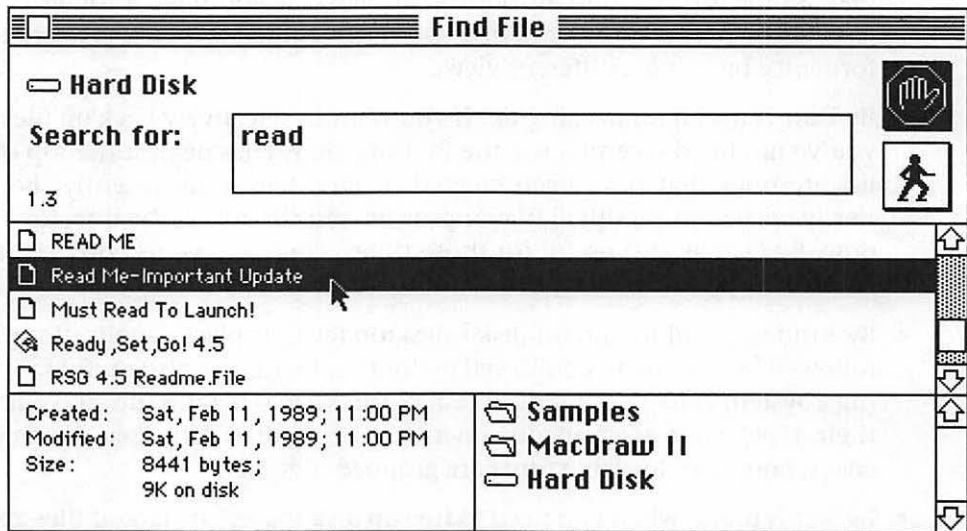 Find File
Hard Disk
Search for: read
1.3
READ ME
Read Me-Important Update
Must Read To Launch!
Ready,Set,Go! 4.5
RSG 4.5 Readme.File
Created: Sat, Feb 11, 1989; 11:00 PM
Modified: Sat, Feb 11, 1989; 11:00 PM
Size: 8441 bytes;
9K on disk
Samples
MacDraw II
Hard Disk